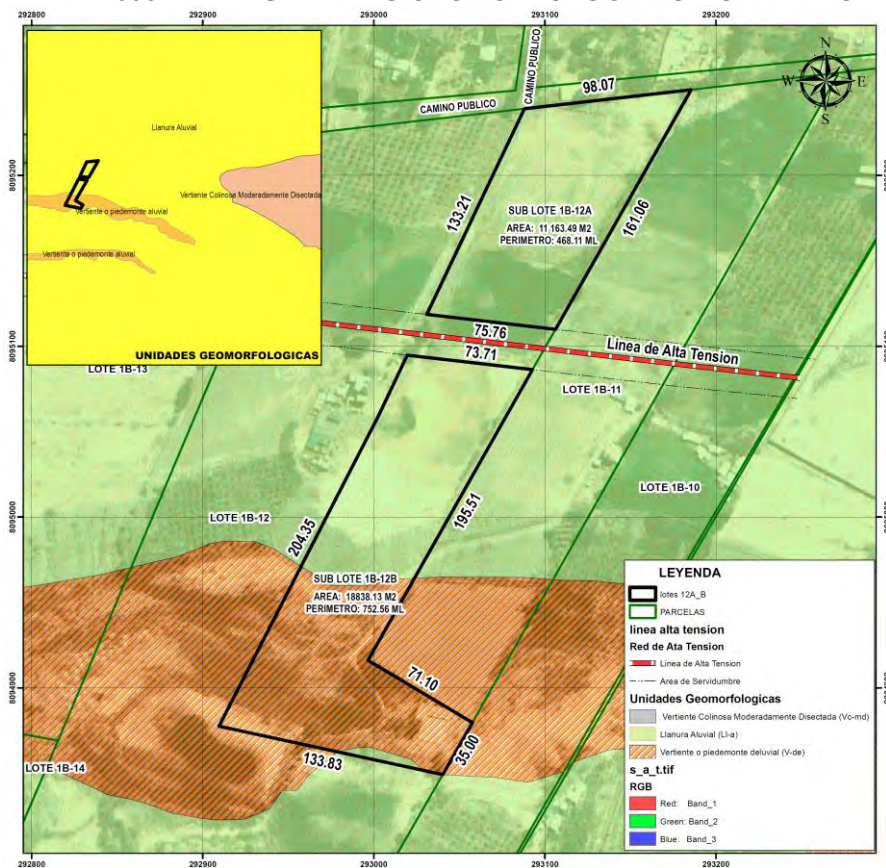 292900
293000
293100
293200
CAMINO PUBLICO
98.07
CAMINO PUBLICO
N
W
E
S
Llanura Aluvial
Vertiente Colinosa Moderadamente Disectada
Vertiente o piedemonte aluvial
Vertiente o piedemonte aluvial
UNIDADES GEOMORFOLOGICAS
8095200
133.21
SUB LOTE 1B-12A
AREA: 11 163.49 M2
PERIMETRO: 468.11 ML
161.06
8095100
75.76
73.71
Linea de Alta Tension
LOTE 1B-13
LOTE 1B-11
LOTE 1B-10
8095000
LOTE 1B-12
204.35
195.51
SUB LOTE 1B-12B
AREA: 18838.13 M2
PERIMETRO: 752.56 ML
8094900
71.10
35.00
133.83
LOTE 1B-14
LEYENDA
lotes 12A_B
PARCELAS
linea alta tension
Red de Ata Tension
Linea de Alta Tension
Area de Servidumbre
Unidades Geomorfologicas
Vertiente Colinosa Moderadamente Disectada (Vc-md)
Llanura Aluvial (Ll-a)
Vertiente o piedemonte deluvial (V-de)
s_a_t.tif
RGB
Red: Band_1
Green: Band_2
Blue: Band_3
292800
292900
293000
293100
293200